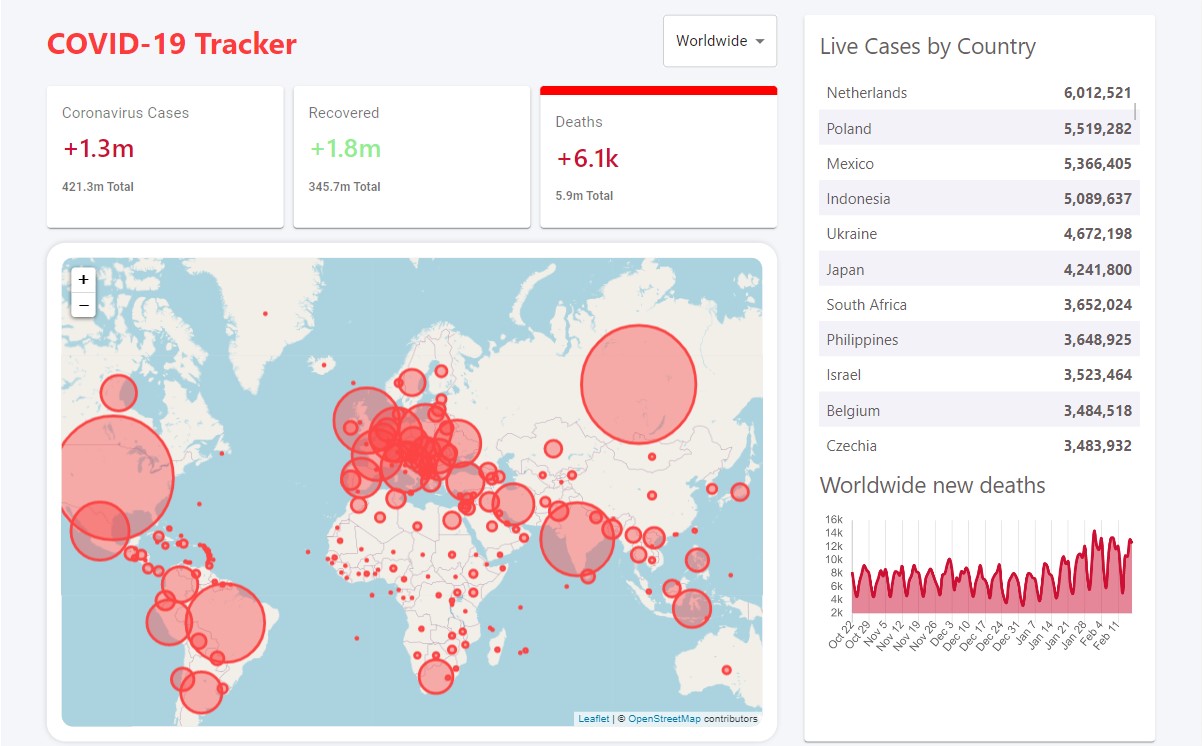 COVID-19 Tracker
Worldwide
Coronavirus Cases
+1.3m
421.3m Total
Recovered
+1.8m
345.7m Total
Deaths
+6.1k
5.9m Total
+
−
Leaflet | © OpenStreetMap contributors
Live Cases by Country
Netherlands 6,012,521
Poland 5,519,282
Mexico 5,366,405
Indonesia 5,089,637
Ukraine 4,672,198
Japan 4,241,800
South Africa 3,652,024
Philippines 3,648,925
Israel 3,523,464
Belgium 3,484,518
Czechia 3,483,932
Worldwide new deaths
16k
14k
12k
10k
8k
6k
4k
2k
Oct 22
Oct 29
Nov 5
Nov 12
Nov 19
Nov 26
Dec 3
Dec 10
Dec 17
Dec 24
Dec 31
Jan 7
Jan 14
Jan 21
Jan 28
Feb 4
Feb 11